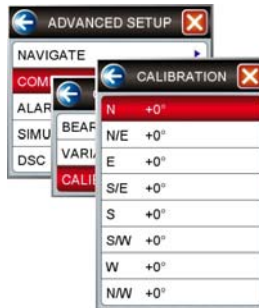 ADVANCED SETUP
NAVIGATE
COM
ALAR
SIMU
DSC
C
BEAR
VARI
CALI
CALIBRATION
N +0°
N/E +0°
E +0°
S/E +0°
S +0°
S/W +0°
W +0°
N/W +0°